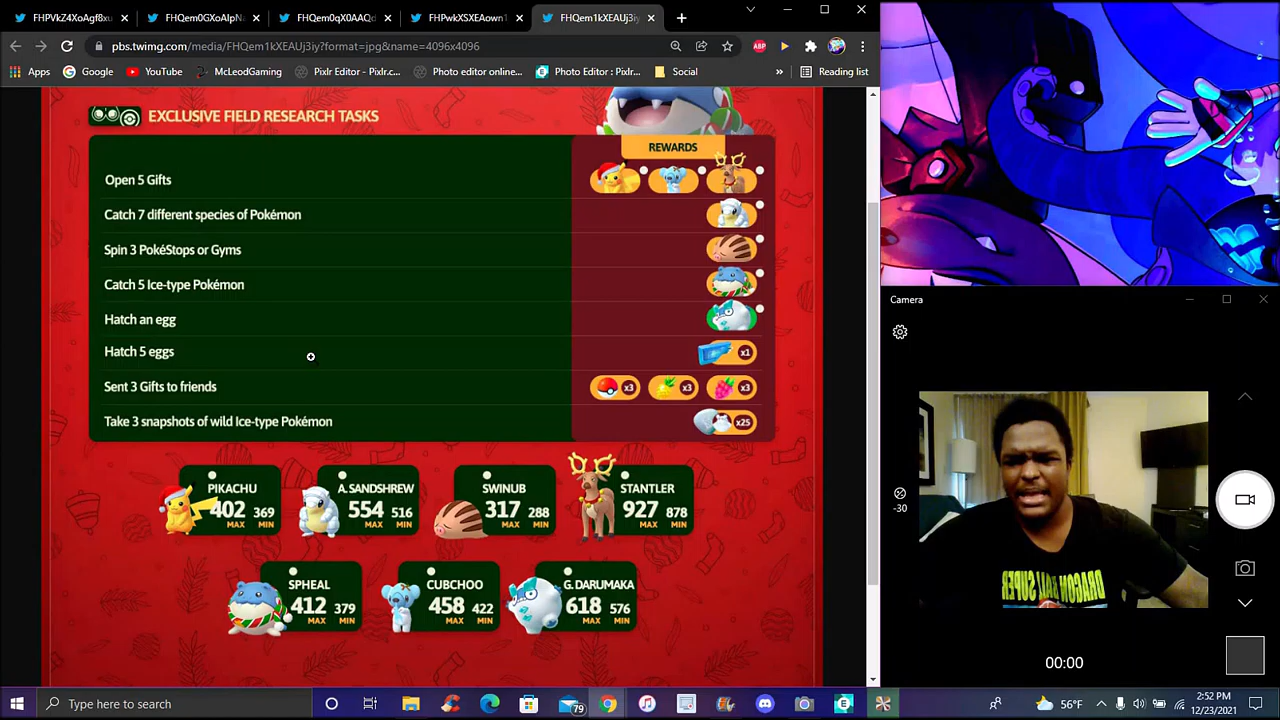 FHPVkZ4XoAgf8xu
FHQem0GXoAIpNa
FHQem0qX0AAQd
FHPwkXSXEAown1
FHQem1kXEAUj3iy
pbs.twimg.com/media/FHQem1kXEAUj3iy?format=jpg&name=4096x4096
ABP
Apps
Google
YouTube
McLeodGaming
Pixlr Editor - Pixlr.c...
Photo editor online...
Photo Editor : Pixlr...
Social
»
Reading list
EXCLUSIVE FIELD RESEARCH TASKS
REWARDS
Open 5 Gifts
Catch 7 different species of Pokémon
Spin 3 PokéStops or Gyms
Catch 5 Ice-type Pokémon
Hatch an egg
Hatch 5 eggs
x1
Sent 3 Gifts to friends
x3 x3 x3
Take 3 snapshots of wild Ice-type Pokémon
x25
PIKACHU
402 369
MAX MIN
A. SANDSHREW
554 516
MAX MIN
SWINUB
317 288
MAX MIN
STANTLER
927 878
MAX MIN
SPHEAL
412 379
MAX MIN
CUBCHOO
458 422
MAX MIN
G. DARUMAKA
618 576
MAX MIN
Camera
-30
DRAGON BALL SUPER
00:00
Type here to search
79
56°F
2:52 PM
12/23/2021